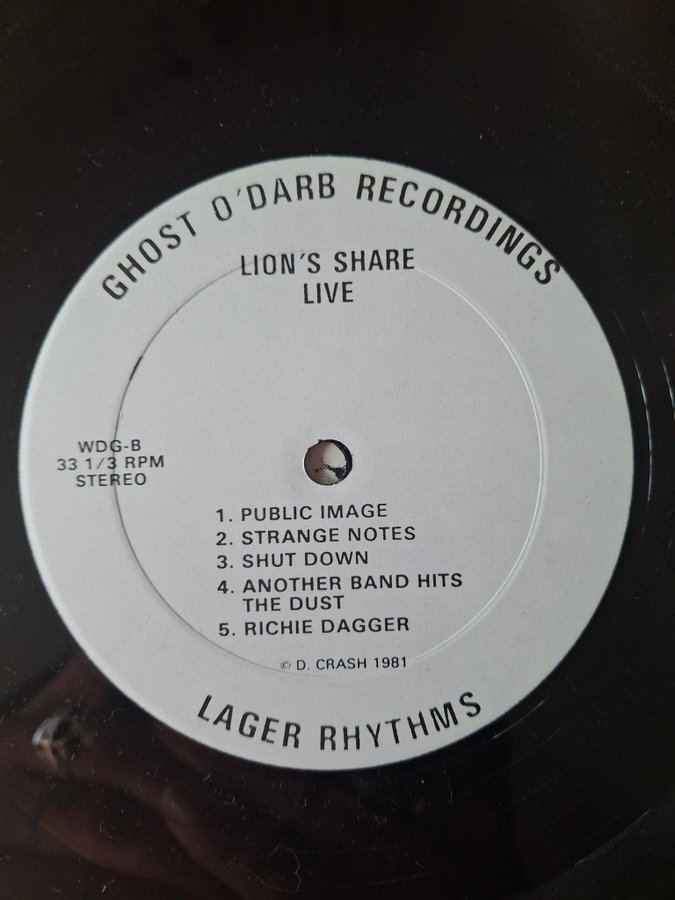 GHOST O'DARB RECORDINGS
LION'S SHARE
LIVE
WDG-B
33 1/3 RPM
STEREO
1. PUBLIC IMAGE
2. STRANGE NOTES
3. SHUT DOWN
4. ANOTHER BAND HITS
THE DUST
5. RICHIE DAGGER
© D. CRASH 1981
LAGER RHYTHMS